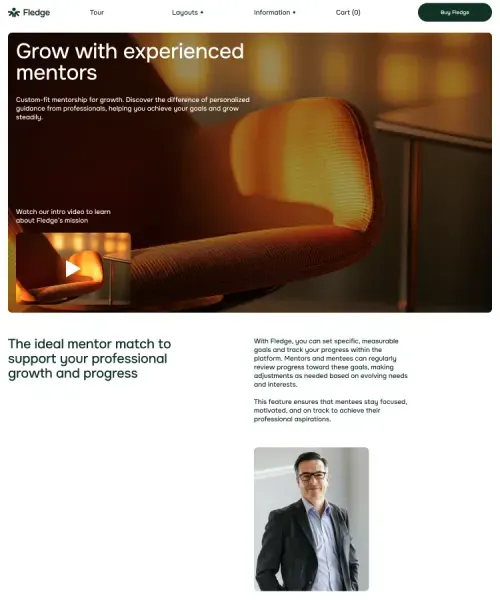 Fledge
Tour
Layouts
Information
Cart (0)
Buy Fledge
Grow with experienced
mentors
Custom-fit mentorship for growth. Discover the difference of personalized
guidance from professionals, helping you achieve your goals and grow
steadily.
Watch our intro video to learn
about Fledge's mission
The ideal mentor match to
support your professional
growth and progress
With Fledge, you can set specific, measurable
goals and track your progress within the
platform. Mentors and mentees can regularly
review progress toward these goals, making
adjustments as needed based on evolving needs
and interests.
This feature ensures that mentees stay focused,
motivated, and on track to achieve their
professional aspirations.